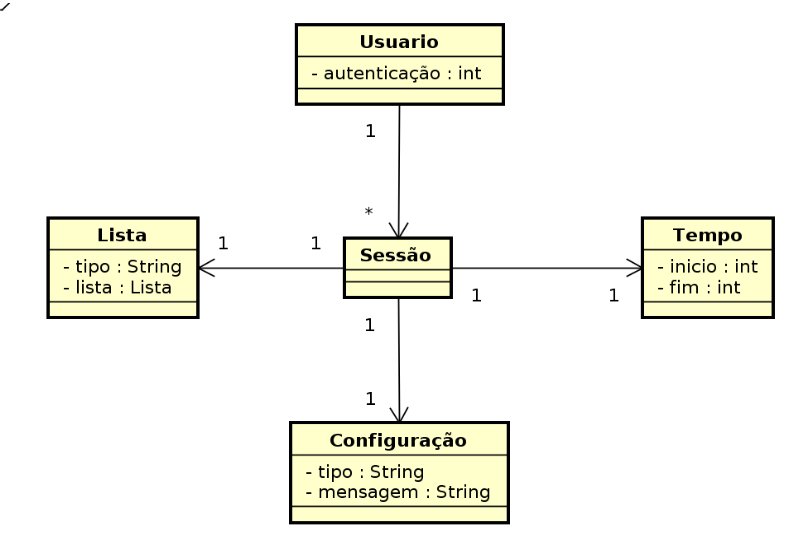 Usuario
- autenticação : int
1
*
Lista
- tipo : String
- lista : Lista
1
1
Sessão
1
1
Tempo
- inicio : int
- fim : int
1
1
Configuração
- tipo : String
- mensagem : String